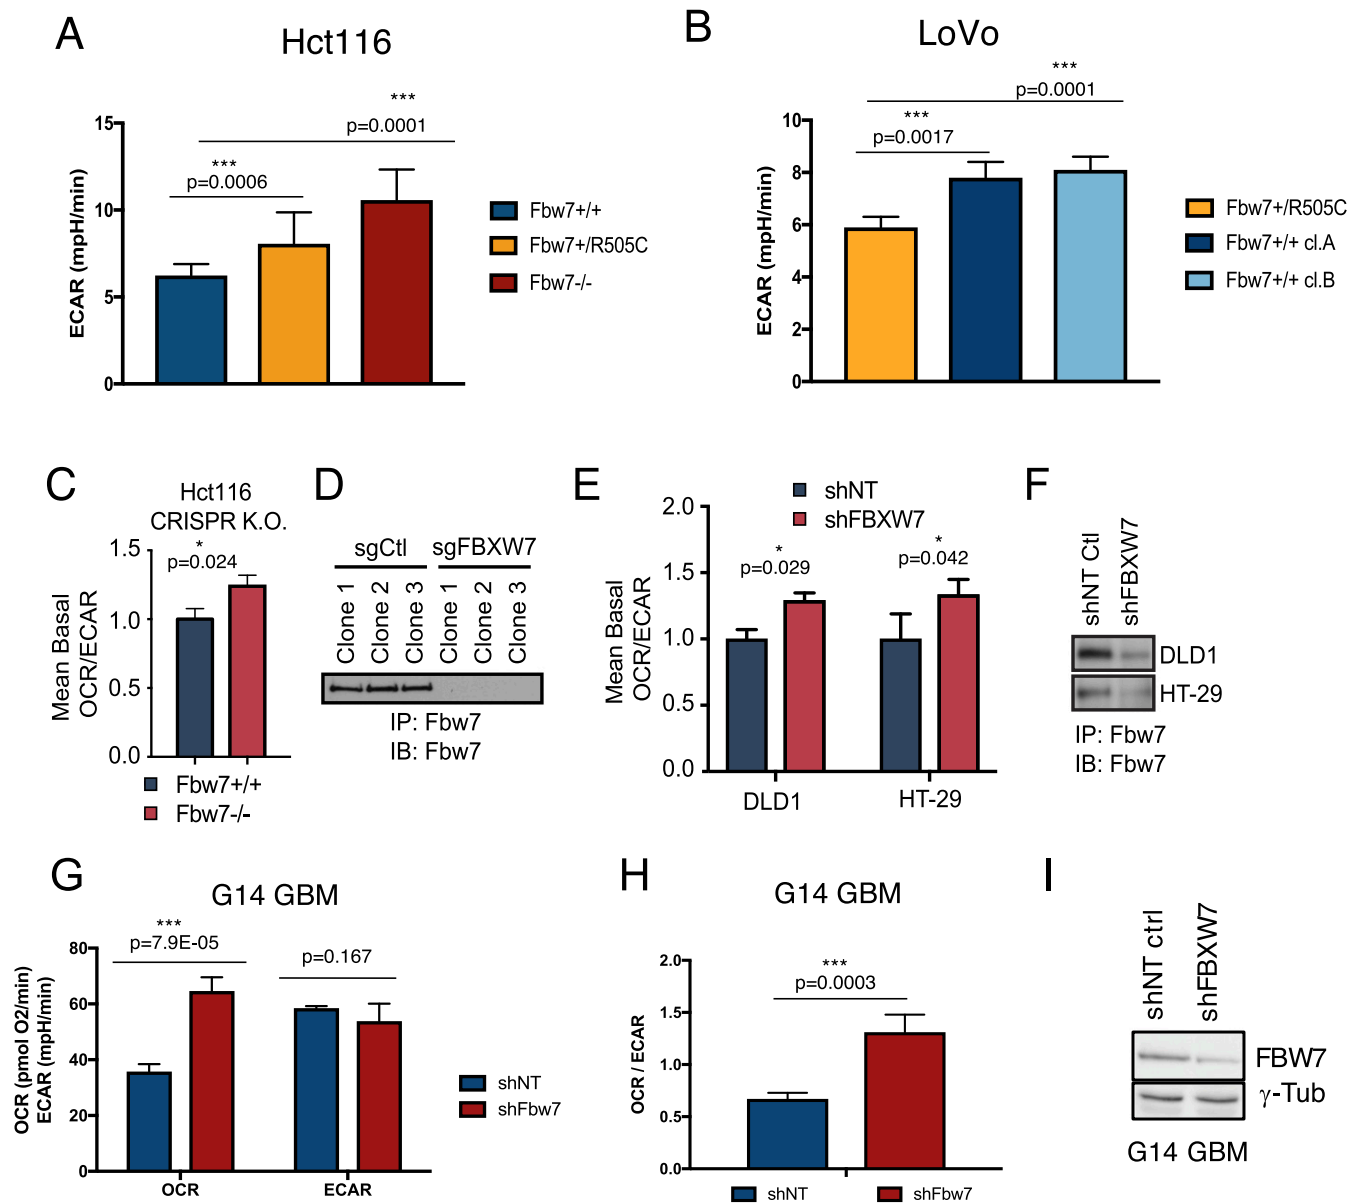 A
Hct116
***
p=0.0001
***
p=0.0006
15
10
5
0
ECAR (mpH/min)
Fbw7+/+
Fbw7+/R505C
Fbw7-/-
B
LoVo
***
p=0.0001
***
p=0.0017
10
8
6
4
2
0
ECAR (mpH/min)
Fbw7+/R505C
Fbw7+/+ cl.A
Fbw7+/+ cl.B
C
Hct116
CRISPR K.O.
*
p=0.024
1.5
1.0
0.5
0.0
Mean Basal
OCR/ECAR
Fbw7+/+
Fbw7-/-
D
sgCtl sgFBXW7
Clone 1 Clone 2 Clone 3 Clone 1 Clone 2 Clone 3
IP: Fbw7
IB: Fbw7
E
shNT
shFBXW7
*
p=0.029
*
p=0.042
2.0
1.5
1.0
0.5
0.0
Mean Basal
OCR/ECAR
DLD1 HT-29
F
shNT Ctl
shFBXW7
DLD1
HT-29
IP: Fbw7
IB: Fbw7
G
G14 GBM
***
p=7.9E-05
p=0.167
80
60
40
20
0
OCR (pmol O2/min)
ECAR (mpH/min)
OCR ECAR
shNT
shFbw7
H
G14 GBM
***
p=0.0003
2.0
1.5
1.0
0.5
0.0
OCR / ECAR
shNT shFbw7
I
shNT ctrl
shFBXW7
FBW7
γ-Tub
G14 GBM